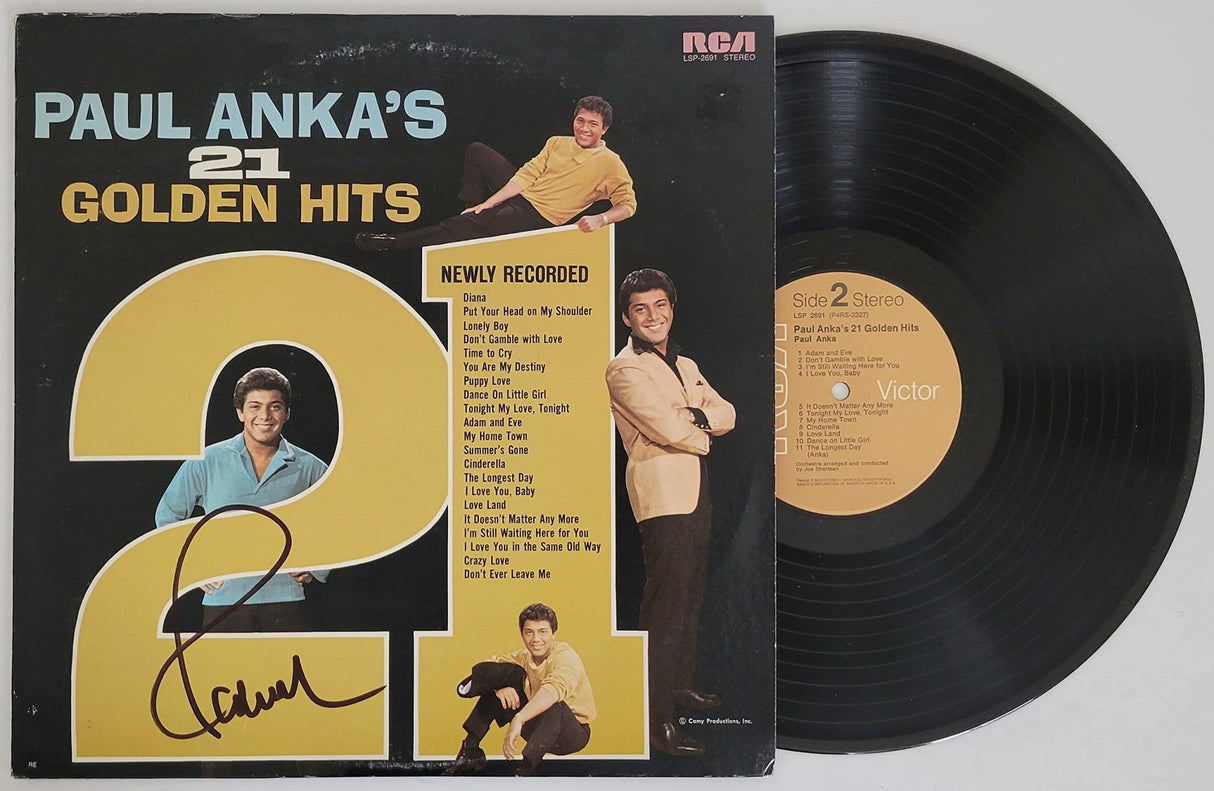 RCA
LSP-2691 STEREO
PAUL ANKA'S
21
GOLDEN HITS
21
NEWLY RECORDED
Diana
Put Your Head on My Shoulder
Lonely Boy
Don't Gamble with Love
Time to Cry
You Are My Destiny
Puppy Love
Dance On Little Girl
Tonight My Love, Tonight
Adam and Eve
My Home Town
Summer's Gone
Cinderella
The Longest Day
I Love You, Baby
Love Land
It Doesn't Matter Any More
I'm Still Waiting Here for You
I Love You in the Same Old Way
Crazy Love
Don't Ever Leave Me
© Camy Productions, Inc.
RE
Side 2 Stereo
LSP 2691 (P4RS-2327)
Paul Anka's 21 Golden Hits
Paul Anka
1 Adam and Eve
2 Don't Gamble with Love
3 I'm Still Waiting Here for You
4 I Love You, Baby
Victor
5 It Doesn't Matter Any More
6 Tonight My Love, Tonight
7 My Home Town
8 Cinderella
9 Love Land
10 Dance on Little Girl
11 The Longest Day
(Anka)
Orchestra arranged and conducted
by Joe Sherman